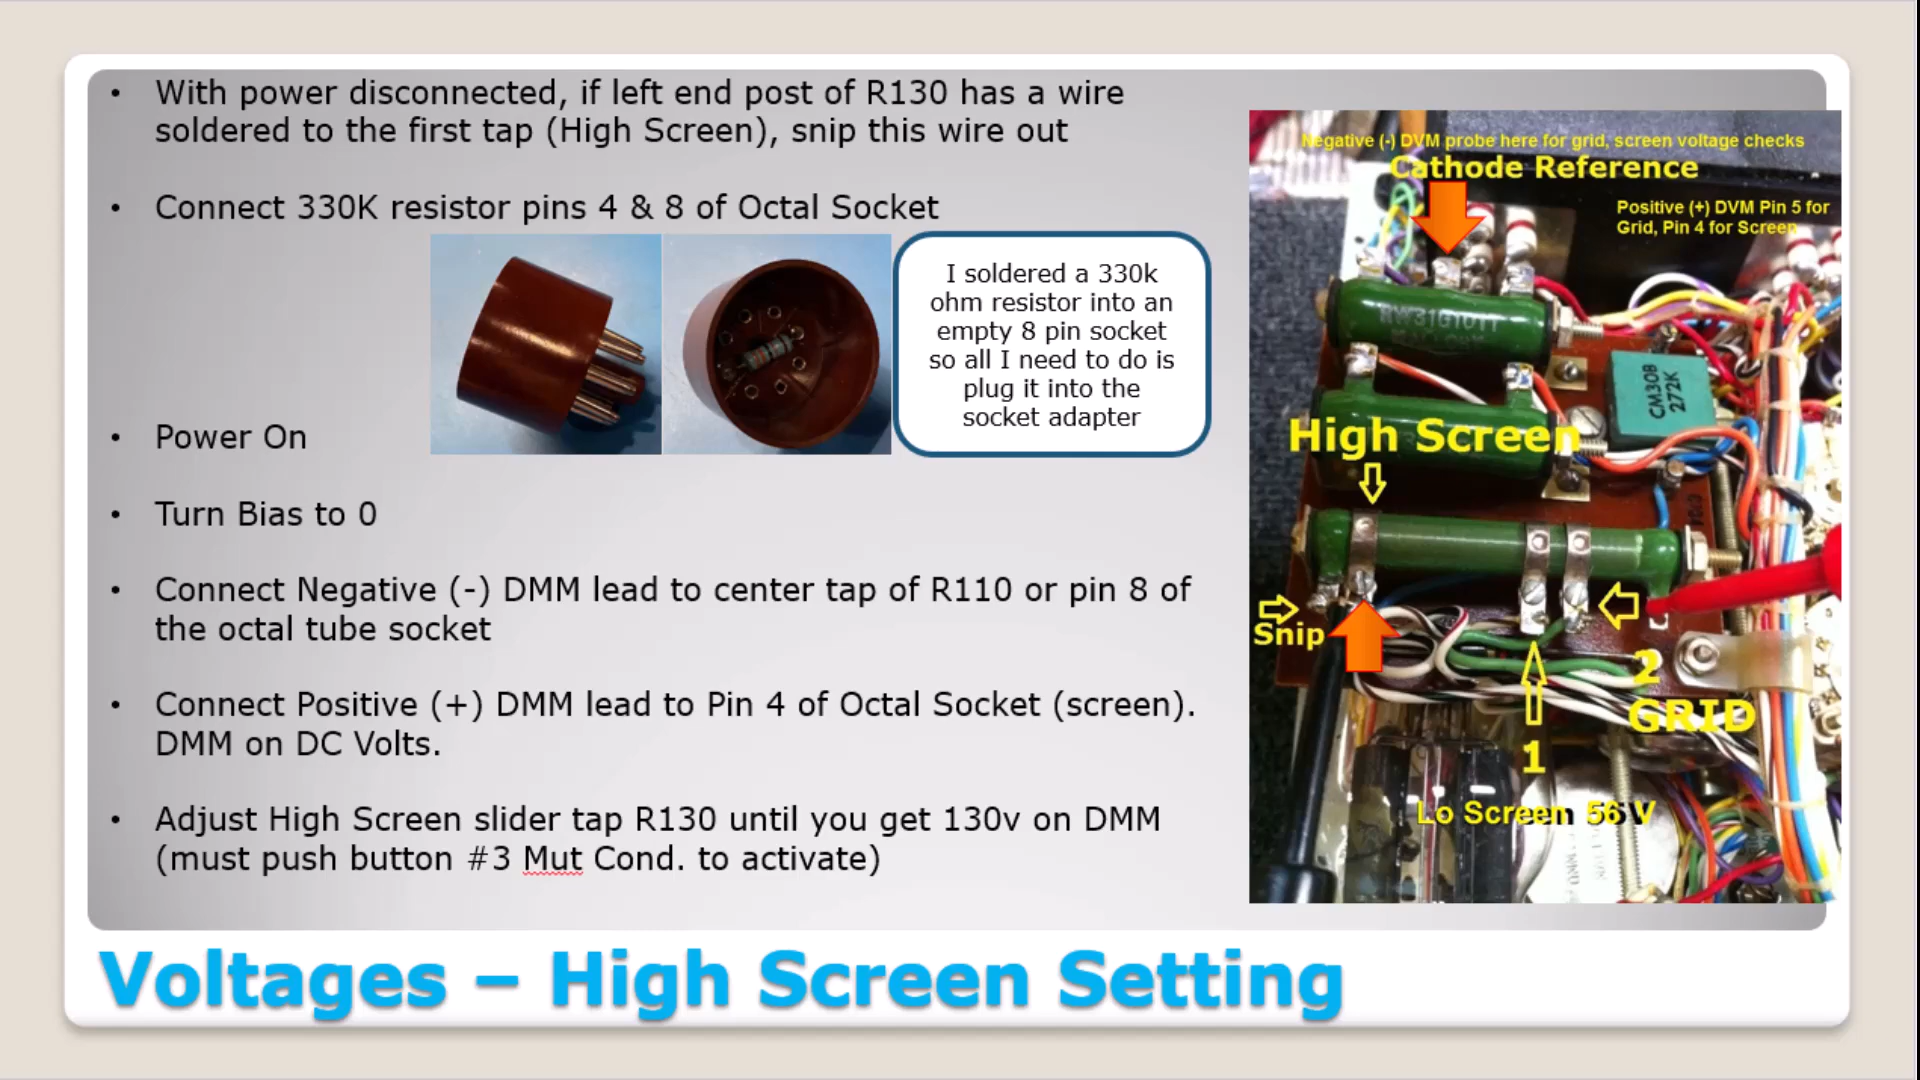 • With power disconnected, if left end post of R130 has a wire
soldered to the first tap (High Screen), snip this wire out
• Connect 330K resistor pins 4 & 8 of Octal Socket
I soldered a 330k
ohm resistor into an
empty 8 pin socket
so all I need to do is
plug it into the
socket adapter
• Power On
• Turn Bias to 0
• Connect Negative (-) DMM lead to center tap of R110 or pin 8 of
the octal tube socket
• Connect Positive (+) DMM lead to Pin 4 of Octal Socket (screen).
DMM on DC Volts.
• Adjust High Screen slider tap R130 until you get 130v on DMM
(must push button #3 Mut Cond. to activate)
Negative (-) DVM probe here for grid, screen voltage checks
Cathode Reference
Positive (+) DVM Pin 5 for
Grid, Pin 4 for Screen
CM30B
272K
High Screen
Snip
2
GRID
1
Lo Screen 56 V
Voltages – High Screen Setting